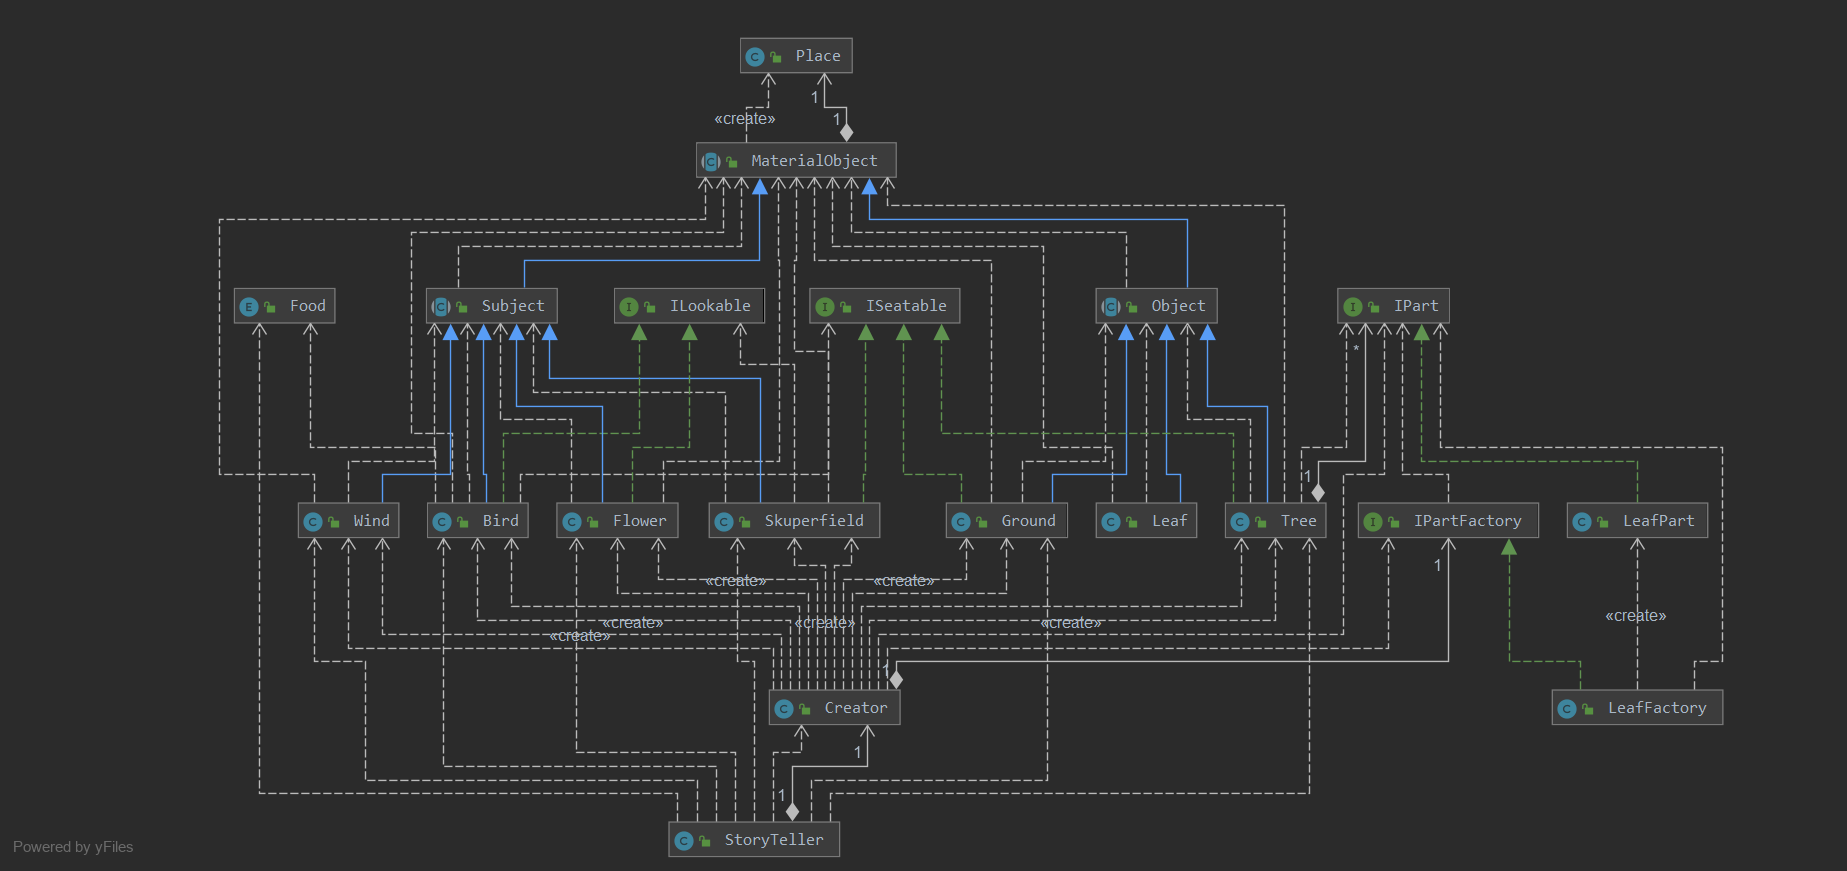 Place
1
1
«create»
C MaterialObject
E Food
C Subject
I ILookable
I ISeatable
C Object
I IPart
*
1
C Wind
C Bird
C Flower
C Skuperfield
C Ground
C Leaf
C Tree
I IPartFactory
C LeafPart
1
«create»
«create»
«create»
«create»
«create»
«create»
«create»
1
C Creator
C LeafFactory
1
1
C StoryTeller
Powered by yFiles